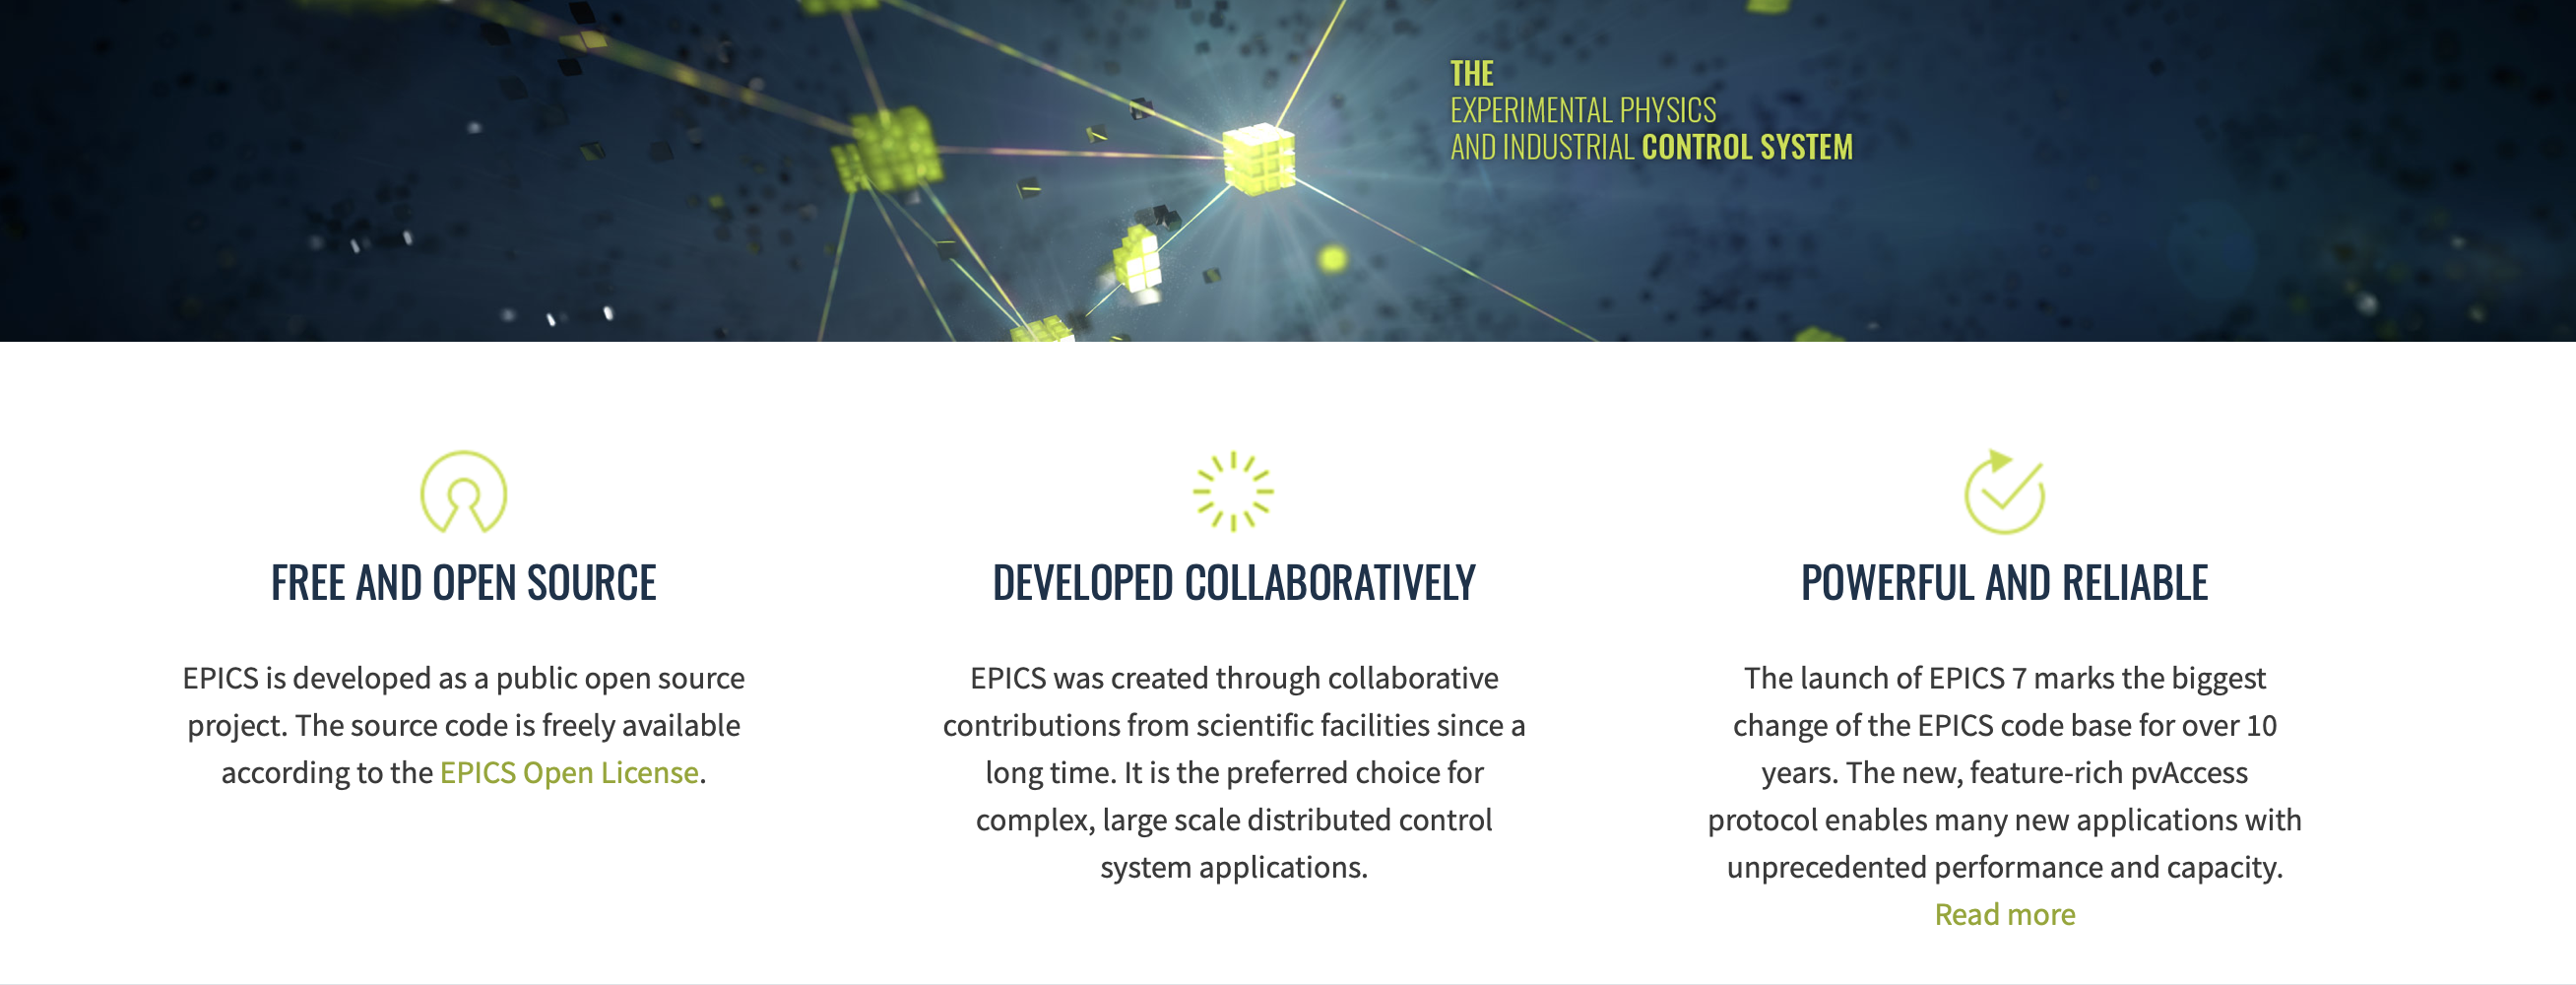 THE
EXPERIMENTAL PHYSICS
AND INDUSTRIAL CONTROL SYSTEM
FREE AND OPEN SOURCE
EPICS is developed as a public open source
project. The source code is freely available
according to the EPICS Open License.
DEVELOPED COLLABORATIVELY
EPICS was created through collaborative
contributions from scientific facilities since a
long time. It is the preferred choice for
complex, large scale distributed control
system applications.
POWERFUL AND RELIABLE
The launch of EPICS 7 marks the biggest
change of the EPICS code base for over 10
years. The new, feature-rich pvAccess
protocol enables many new applications with
unprecedented performance and capacity.
Read more